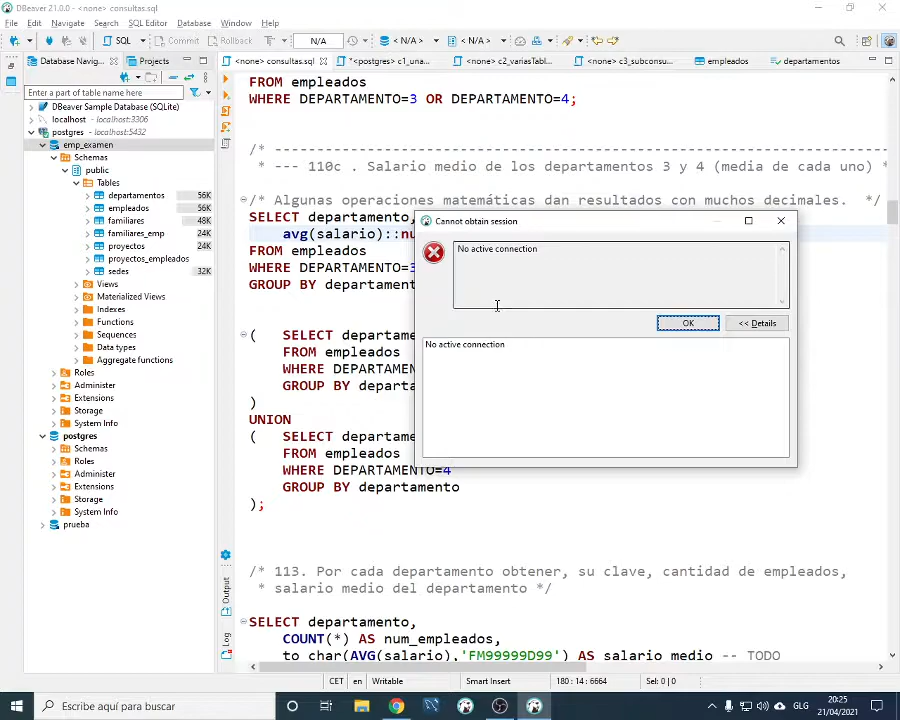 DBeaver 21.0.0 - <none> consultas.sql
File Edit Navigate Search SQL Editor Database Window Help
SQL Commit Rollback T N/A < N/A > < N/A >
Database Navig... Projects <none> consultas.sql *<postgres> c1_una... <none> c2_variasTabl... <none> c3_subconsu... empleados departamentos
Enter a part of table name here
DBeaver Sample Database (SQLite)
localhost :3306
postgres :5432
emp_examen
Schemas
public
Tables
departamentos 56K
empleados 56K
familiares 48K
familiares_emp 24K
proyectos 24K
proyectos_empleados
sedes 32K
Views
Materialized Views
Indexes
Functions
Sequences
Data types
Aggregate functions
Roles
Administer
Extensions
Storage
System Info
postgres
Schemas
Roles
Administer
Extensions
Storage
System Info
prueba
Output
Log
FROM empleados
WHERE DEPARTAMENTO=3 OR DEPARTAMENTO=4;
/* ----------------------------------------------------------------------
* --- 110c . Salario medio de los departamentos 3 y 4 (media de cada uno) *
/* Algunas operaciones matemáticas dan resultados con muchos decimales. */
SELECT departamento,
avg(salario)::nu
FROM empleados
WHERE DEPARTAMENTO=3
GROUP BY departament
( SELECT departame
FROM empleados
WHERE DEPARTAMEN
GROUP BY departa
)
UNION
( SELECT departame
FROM empleados
WHERE DEPARTAMENTO=4
GROUP BY departamento
);
/* 113. Por cada departamento obtener, su clave, cantidad de empleados,
* salario medio del departamento */
SELECT departamento,
COUNT(*) AS num_empleados,
to_char(AVG(salario),'FM99999D99') AS salario_medio -- TODO
Cannot obtain session
No active connection
OK << Details
No active connection
CET en Writable Smart Insert 180 : 14 : 6664 Sel: 0 | 0
Escribe aquí para buscar
GLG
20:25
21/04/2021